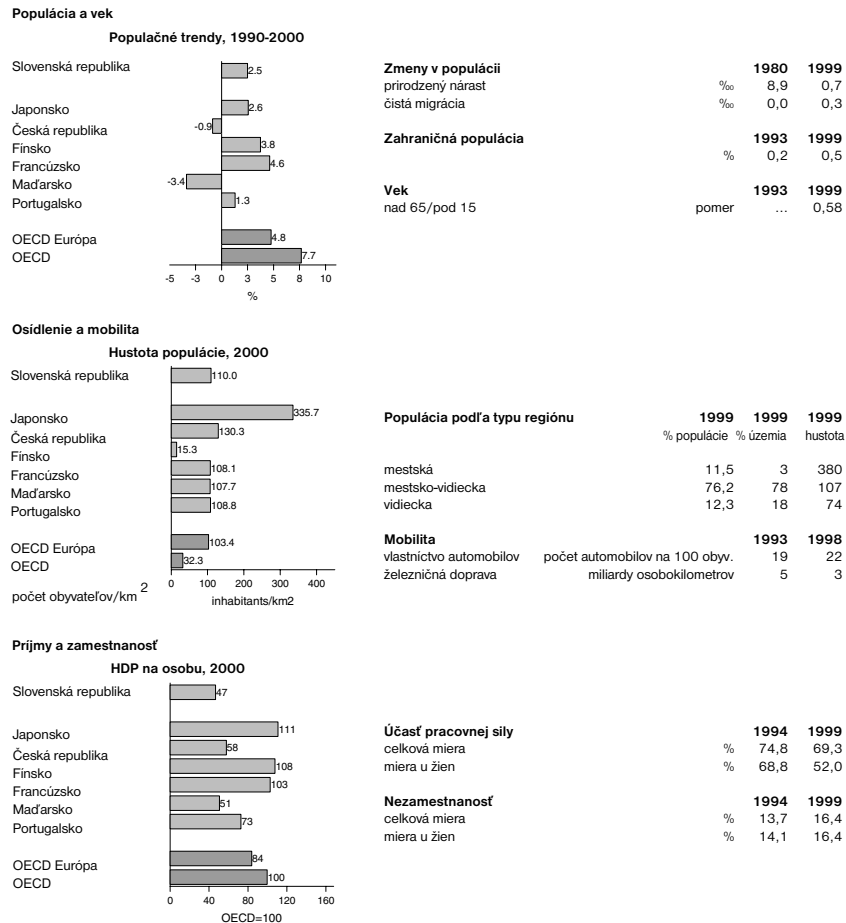 Populácia a vek
Populačné trendy, 1990-2000
Slovenská republika 2.5
Japonsko 2.6
Česká republika -0.9
Fínsko 3.8
Francúzsko 4.6
Maďarsko -3.4
Portugalsko 1.3
OECD Európa 4.8
OECD 7.7
-5 -3 0 3 5 8 10
%
Zmeny v populácii 1980 1999
prirodzený nárast ‰ 8,9 0,7
čistá migrácia ‰ 0,0 0,3
Zahraničná populácia 1993 1999
% 0,2 0,5
Vek 1993 1999
nad 65/pod 15 pomer ... 0,58
Osídlenie a mobilita
Hustota populácie, 2000
Slovenská republika 110.0
Japonsko 335.7
Česká republika 130.3
Fínsko 15.3
Francúzsko 108.1
Maďarsko 107.7
Portugalsko 108.8
OECD Európa 103.4
OECD 32.3
0 100 200 300 400
počet obyvateľov/km 2 inhabitants/km2
Populácia podľa typu regiónu 1999 1999 1999
% populácie % územia hustota
mestská 11,5 3 380
mestsko-vidiecka 76,2 78 107
vidiecka 12,3 18 74
Mobilita 1993 1998
vlastníctvo automobilov počet automobilov na 100 obyv. 19 22
železničná doprava miliardy osobokilometrov 5 3
Príjmy a zamestnanosť
HDP na osobu, 2000
Slovenská republika 47
Japonsko 111
Česká republika 58
Fínsko 108
Francúzsko 103
Maďarsko 51
Portugalsko 73
OECD Európa 84
OECD 100
0 40 80 120 160
OECD=100
Účasť pracovnej sily 1994 1999
celková miera % 74,8 69,3
miera u žien % 68,8 52,0
Nezamestnanosť 1994 1999
celková miera % 13,7 16,4
miera u žien % 14,1 16,4